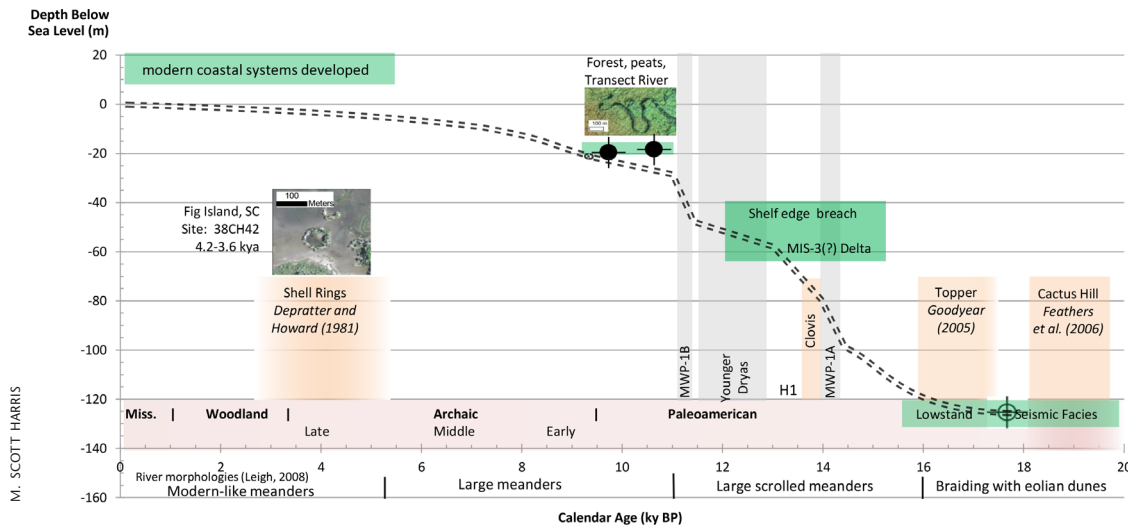 Depth Below
Sea Level (m)
20
0
-20
-40
-60
-80
-100
-120
-140
-160
modern coastal systems developed
Forest, peats,
Transect River
100 m
100
Meters
Fig Island, SC
Site: 38CH42
4.2-3.6 kya
Shell Rings
Depratter and
Howard (1981)
Shelf edge breach
MIS-3(?) Delta
MWP-1B
Younger
Dryas
H1
Clovis
MWP-1A
Topper
Goodyear
(2005)
Cactus Hill
Feathers
et al. (2006)
Lowstand
Seismic Facies
Miss.
Woodland
Archaic
Paleoamerican
Late
Middle
Early
0 2 4 6 8 10 12 14 16 18 20
River morphologies (Leigh, 2008)
Modern-like meanders
Large meanders
Large scrolled meanders
Braiding with eolian dunes
Calendar Age (ky BP)
M. SCOTT HARRIS